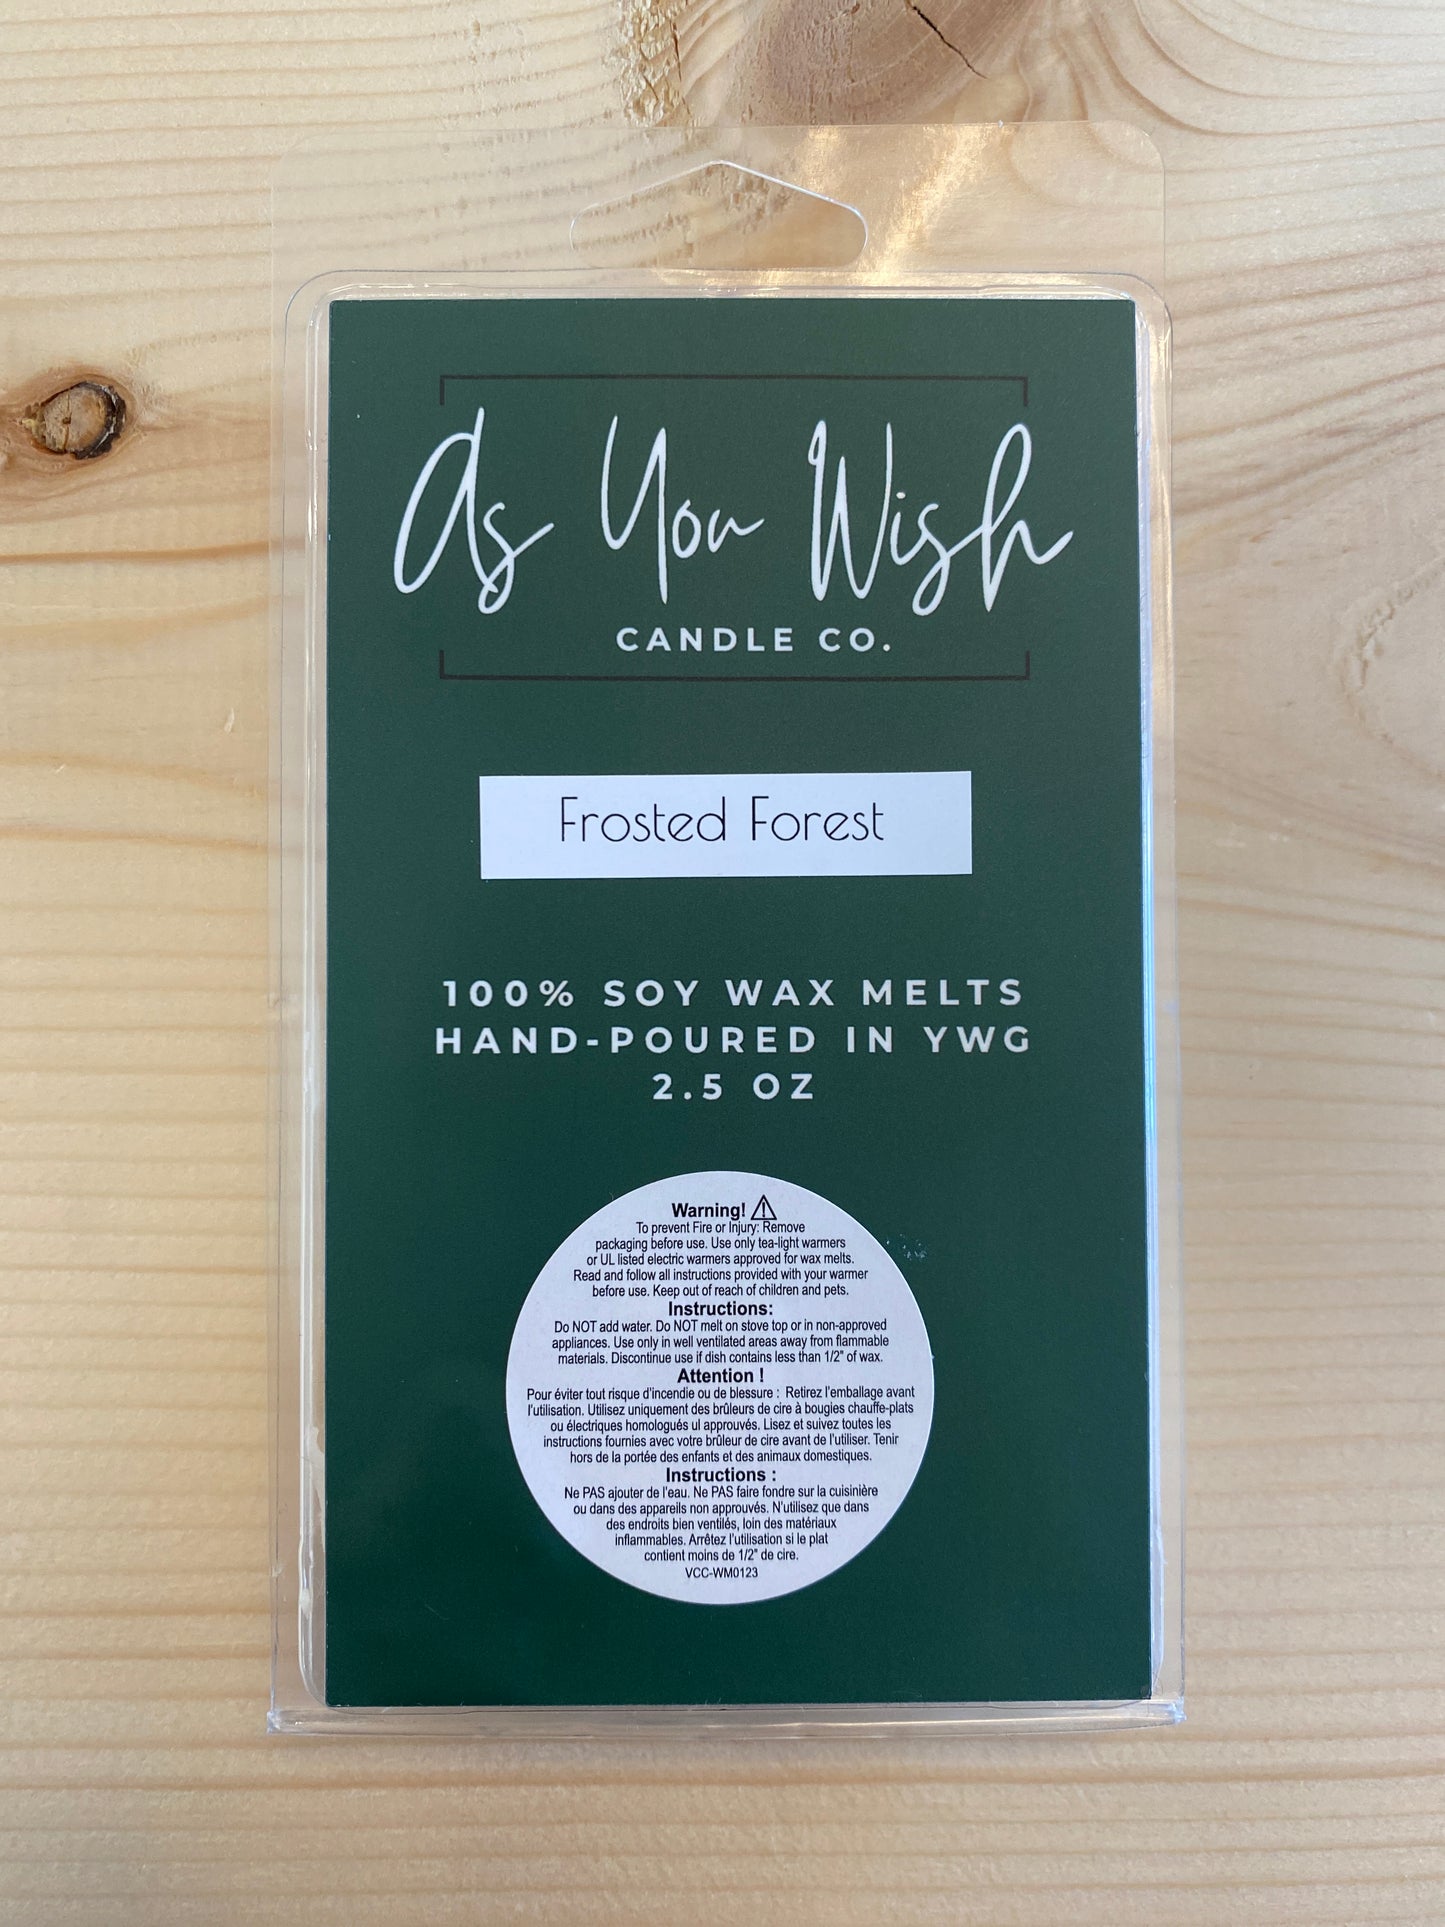 As You Wish
CANDLE CO.
Frosted Forest
100% SOY WAX MELTS
HAND-POURED IN YWG
2.5 OZ
Warning! ⚠
To prevent Fire or Injury: Remove
packaging before use. Use only tea-light warmers
or UL listed electric warmers approved for wax melts.
Read and follow all instructions provided with your warmer
before use. Keep out of reach of children and pets.
Instructions:
Do NOT add water. Do NOT melt on stove top or in non-approved
appliances. Use only in well ventilated areas away from flammable
materials. Discontinue use if dish contains less than 1/2" of wax.
Attention !
Pour éviter tout risque d'incendie ou de blessure : Retirez l'emballage avant
l'utilisation. Utilisez uniquement des brûleurs de cire à bougies chauffe-plats
ou électriques homologués ul approuvés. Lisez et suivez toutes les
instructions fournies avec votre brûleur de cire avant de l'utiliser. Tenir
hors de la portée des enfants et des animaux domestiques.
Instructions :
Ne PAS ajouter de l'eau. Ne PAS faire fondre sur la cuisinière
ou dans des appareils non approuvés. N'utilisez que dans
des endroits bien ventilés, loin des matériaux
inflammables. Arrêtez l'utilisation si le plat
contient moins de 1/2" de cire.
VCC-WM0123